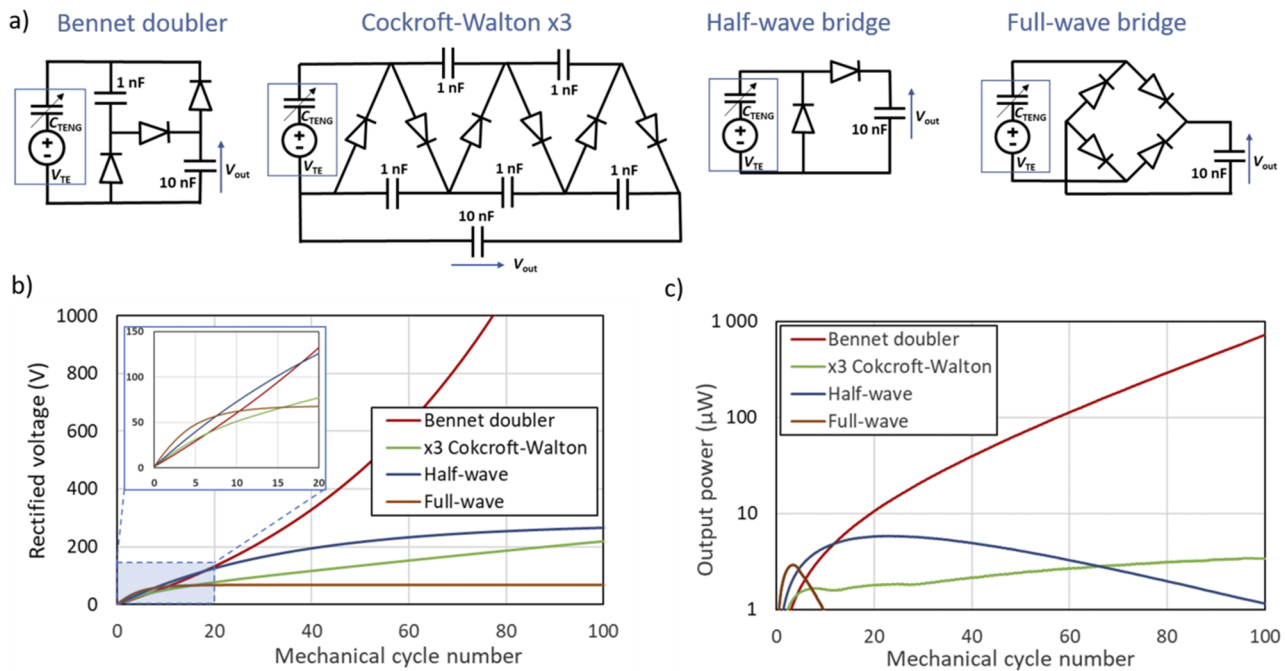 a)
Bennet doubler
Cockroft-Walton x3
Half-wave bridge
Full-wave bridge
1 nF
C_TENG
V_TE
10 nF
V_out
1 nF
1 nF
C_TENG
V_TE
1 nF
1 nF
1 nF
10 nF
V_out
C_TENG
V_TE
10 nF
V_out
C_TENG
V_TE
10 nF
V_out
b)
Rectified voltage (V)
1000
800
600
400
200
0
0
20
40
60
80
100
Mechanical cycle number
150
100
50
0
0
5
10
15
20
Bennet doubler
x3 Cokcroft-Walton
Half-wave
Full-wave
c)
Output power (µW)
1 000
100
10
1
0
20
40
60
80
100
Mechanical cycle number
Bennet doubler
x3 Cokcroft-Walton
Half-wave
Full-wave